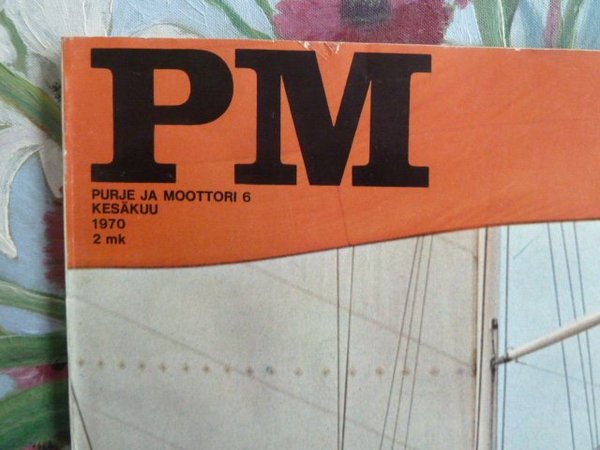 PM
PURJE JA MOOTTORI 6
KESÄKUU
1970
2 mk